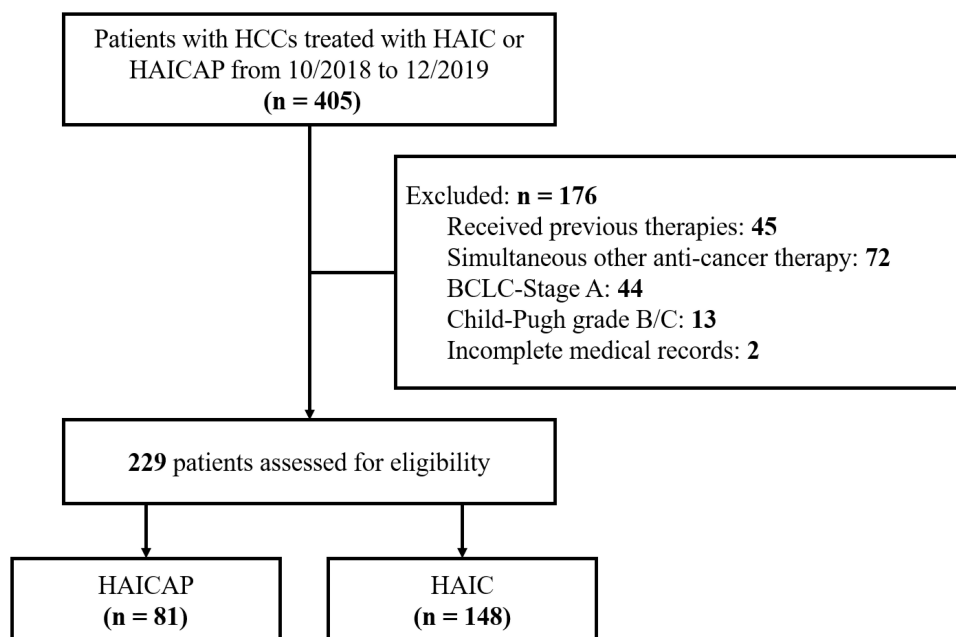 Patients with HCCs treated with HAIC or
HAICAP from 10/2018 to 12/2019
(n = 405)
Excluded: n = 176
Received previous therapies: 45
Simultaneous other anti-cancer therapy: 72
BCLC-Stage A: 44
Child-Pugh grade B/C: 13
Incomplete medical records: 2
229 patients assessed for eligibility
HAICAP
(n = 81)
HAIC
(n = 148)